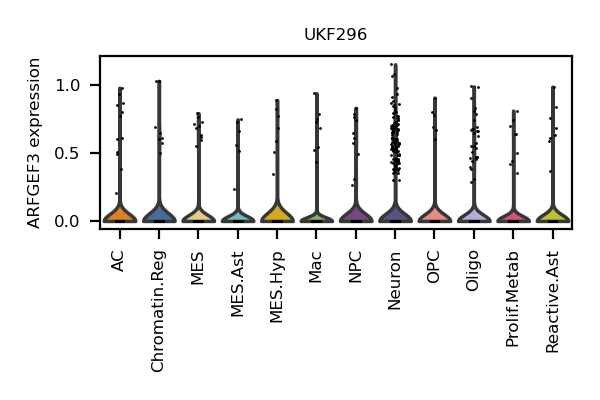 UKF296
ARFGEF3 expression
1.0
0.5
0.0
AC
Chromatin.Reg
MES
MES.Ast
MES.Hyp
Mac
NPC
Neuron
OPC
Oligo
Prolif.Metab
Reactive.Ast